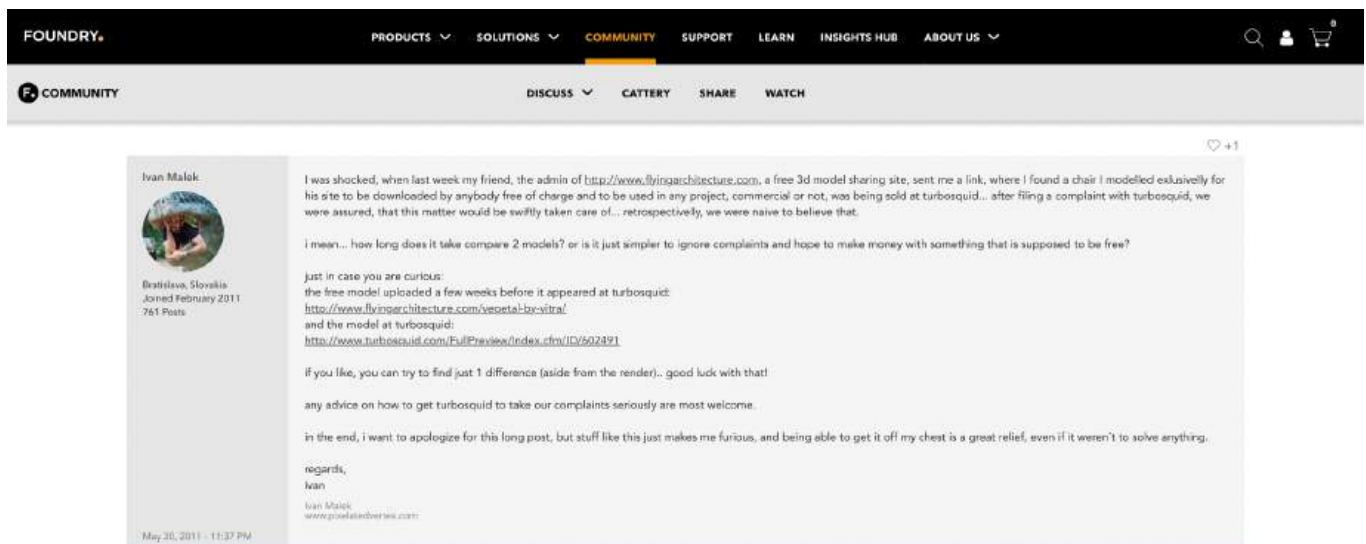 FOUNDRY.
PRODUCTS SOLUTIONS COMMUNITY SUPPORT LEARN INSIGHTS HUB ABOUT US
0
F. COMMUNITY
DISCUSS CATTERY SHARE WATCH
+1
Ivan Malek
I was shocked, when last week my friend, the admin of http://www.flyingarchitecture.com, a free 3d model sharing site, sent me a link, where I found a chair I modelled exlusivelly for
his site to be downloaded by anybody free of charge and to be used in any project, commercial or not, was being sold at turbosquid... after filing a complaint with turbosquid, we
were assured, that this matter would be swiftly taken care of... retrospectivelly, we were naive to believe that.
i mean... how long does it take compare 2 models? or is it just simpler to ignore complaints and hope to make money with something that is supposed to be free?
Bratislava, Slovakia
Joined February 2011
761 Posts
just in case you are curious:
the free model uploaded a few weeks before it appeared at turbosquid:
http://www.flyingarchitecture.com/vegetal-by-vitra/
and the model at turbosquid:
http://www.turbosquid.com/FullPreview/Index.cfm/ID/602491
if you like, you can try to find just 1 difference (aside from the render).. good luck with that!
any advice on how to get turbosquid to take our complaints seriously are most welcome.
in the end, i want to apologize for this long post, but stuff like this just makes me furious, and being able to get it off my chest is a great relief, even if it weren't to solve anything.
regards,
Ivan
Ivan Malek
www.pixelatedvertex.com
May 30, 2011 - 11:37 PM